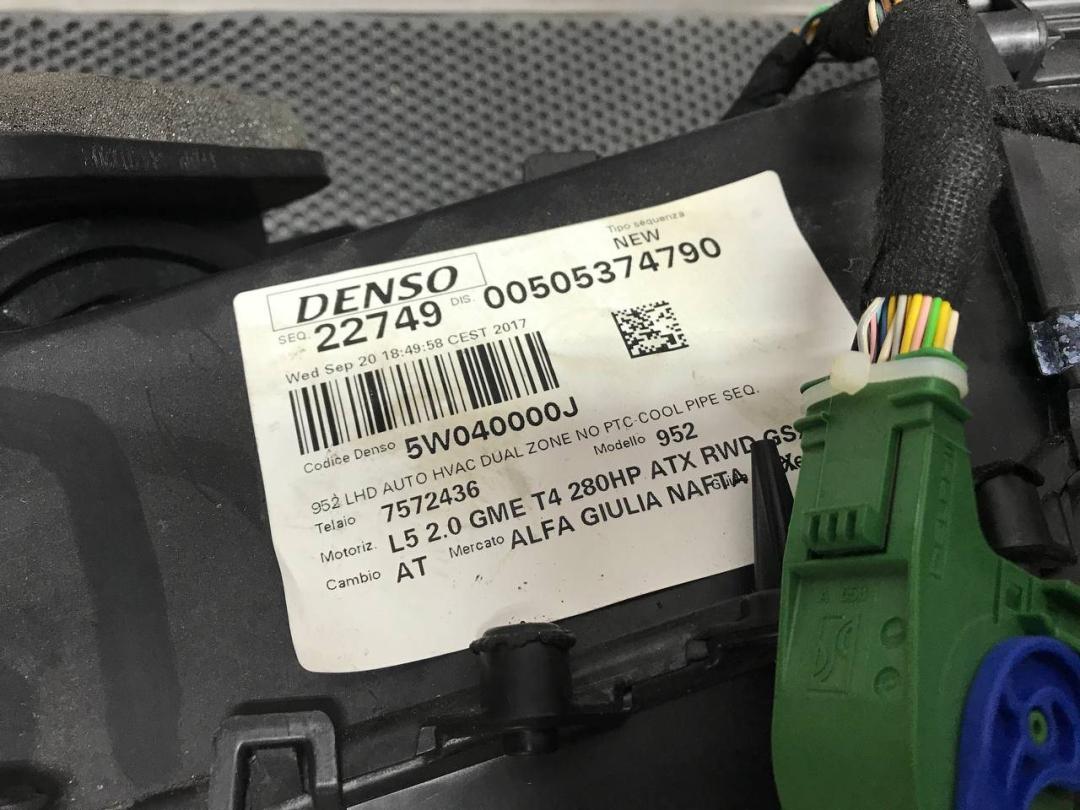 Tipo sequenza
NEW
DENSO
SEQ. 22749 DIS. 00505374790
Wed Sep 20 18:49:58 CEST 2017
Codice Denso 5W040000J
952 LHD AUTO HVAC DUAL ZONE NO PTC-COOL PIPE SEQ.
Telaio 7572436 Modello 952
Motoriz. L5 2.0 GME T4 280HP ATX RWD
Cambio AT Mercato ALFA GIULIA NAFTA